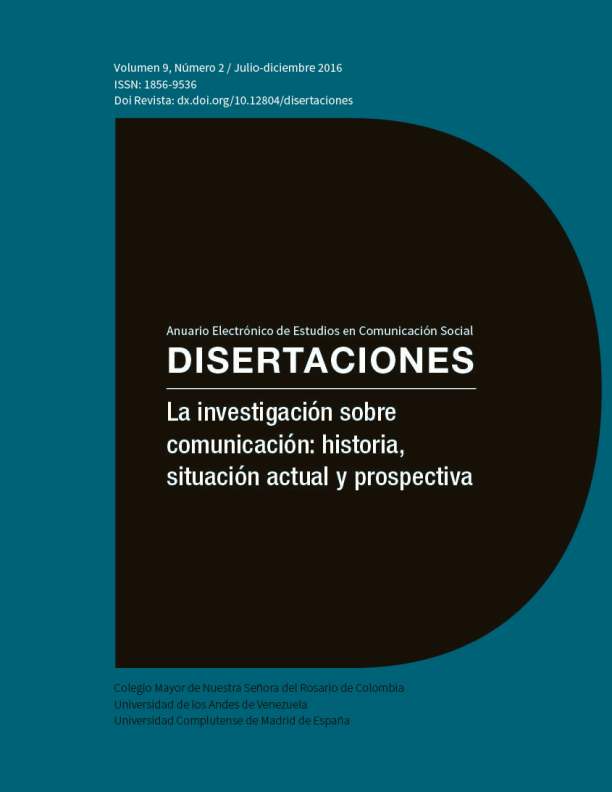 Volumen 9, Número 2 / Julio-diciembre 2016
ISSN: 1856-9536
Doi Revista: dx.doi.org/10.12804/disertaciones
Anuario Electrónico de Estudios en Comunicación Social
DISERTACIONES
La investigación sobre
comunicación: historia,
situación actual y prospectiva
Colegio Mayor de Nuestra Señora del Rosario de Colombia
Universidad de los Andes de Venezuela
Universidad Complutense de Madrid de España